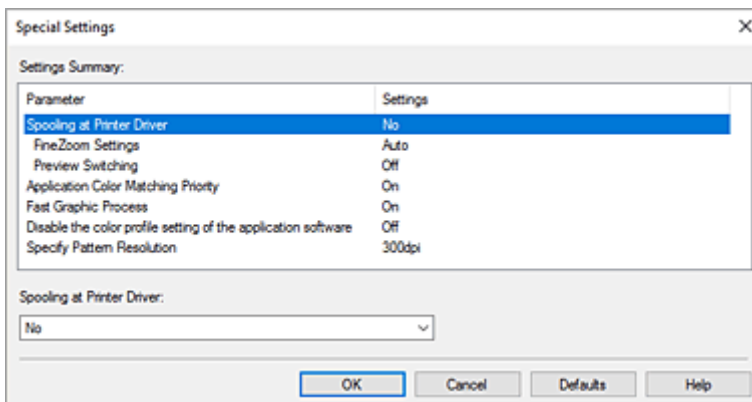 Special Settings
Settings Summary:
Parameter Settings
Spooling at Printer Driver No
FineZoom Settings Auto
Preview Switching Off
Application Color Matching Priority On
Fast Graphic Process On
Disable the color profile setting of the application software Off
Specify Pattern Resolution 300dpi
Spooling at Printer Driver:
No
OK Cancel Defaults Help